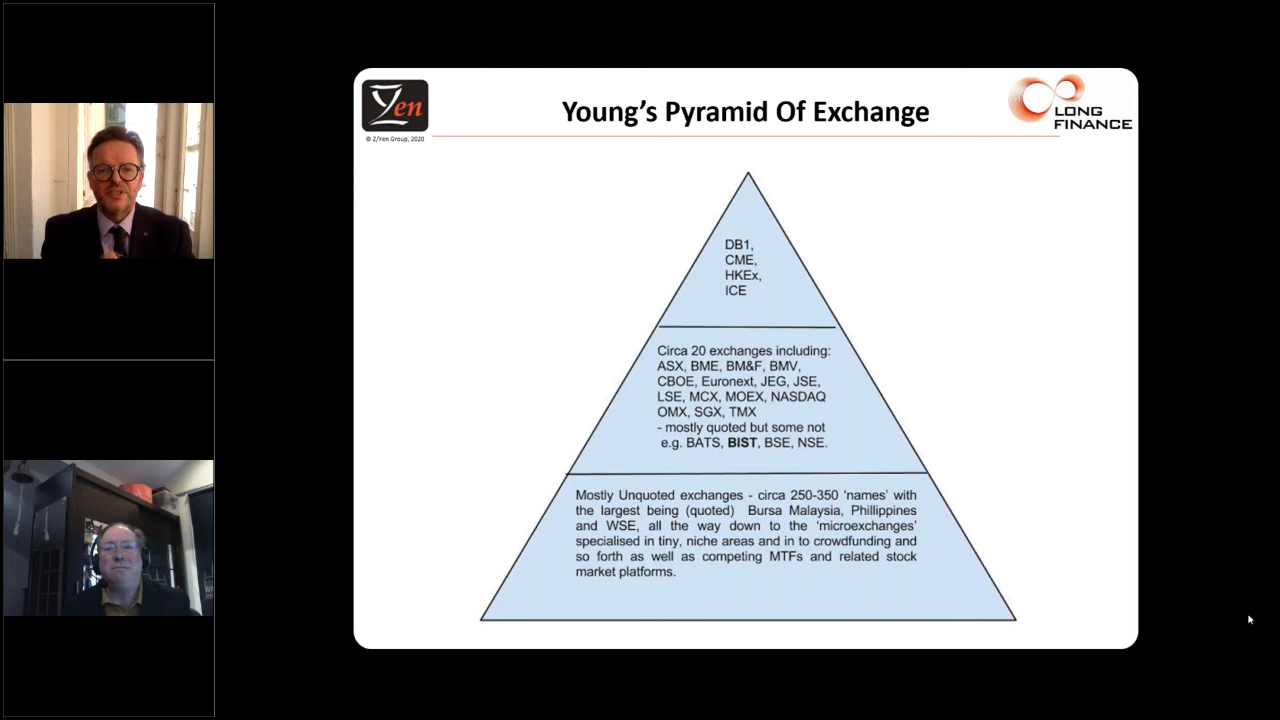 Yen
© Z/Yen Group, 2020
Young's Pyramid Of Exchange
LONG
FINANCE
DB1,
CME,
HKEx,
ICE
Circa 20 exchanges including:
ASX, BME, BM&F, BMV,
CBOE, Euronext, JEG, JSE,
LSE, MCX, MOEX, NASDAQ
OMX, SGX, TMX
- mostly quoted but some not
e.g. BATS, BIST, BSE, NSE.
Mostly Unquoted exchanges - circa 250-350 ‘names’ with
the largest being (quoted) Bursa Malaysia, Phillippines
and WSE, all the way down to the ‘microexchanges’
specialised in tiny, niche areas and in to crowdfunding and
so forth as well as competing MTFs and related stock
market platforms.